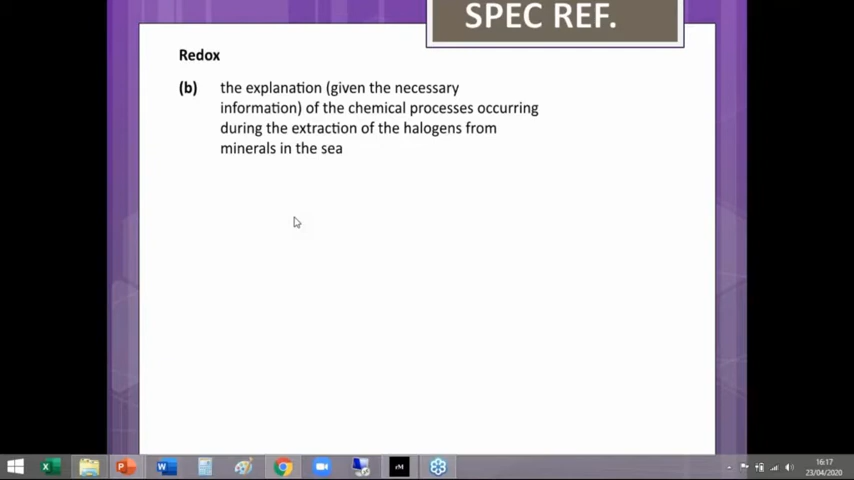 SPEC REF.
Redox
(b) the explanation (given the necessary
information) of the chemical processes occurring
during the extraction of the halogens from
minerals in the sea
16:17
23/04/2020